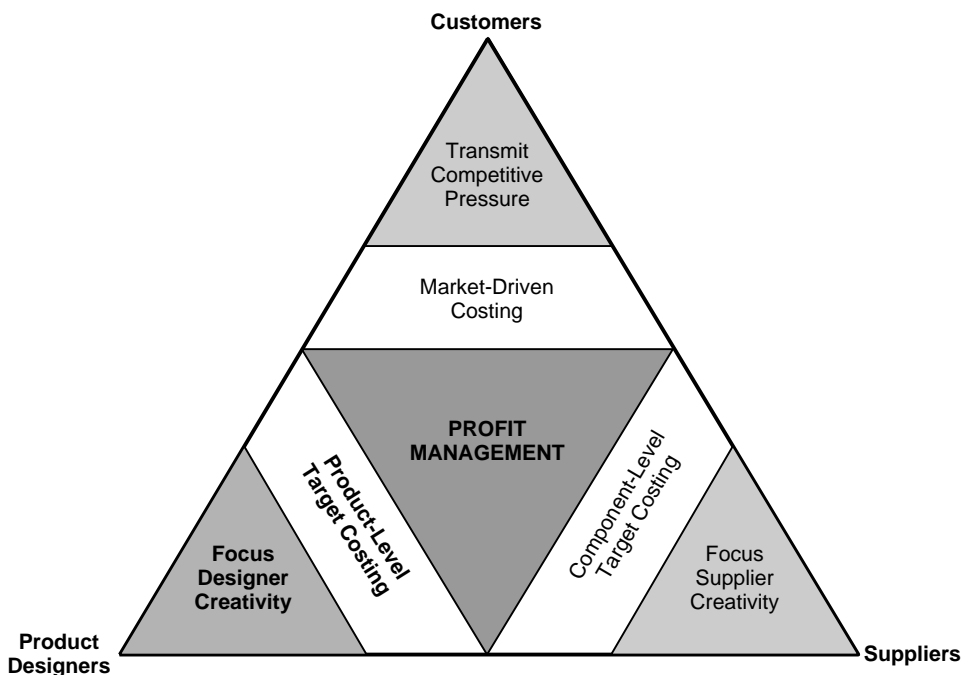 Customers
Transmit
Competitive
Pressure
Market-Driven
Costing
PROFIT
MANAGEMENT
Product-Level
Target Costing
Component-Level
Target Costing
Focus
Designer
Creativity
Focus
Supplier
Creativity
Product
Designers
Suppliers